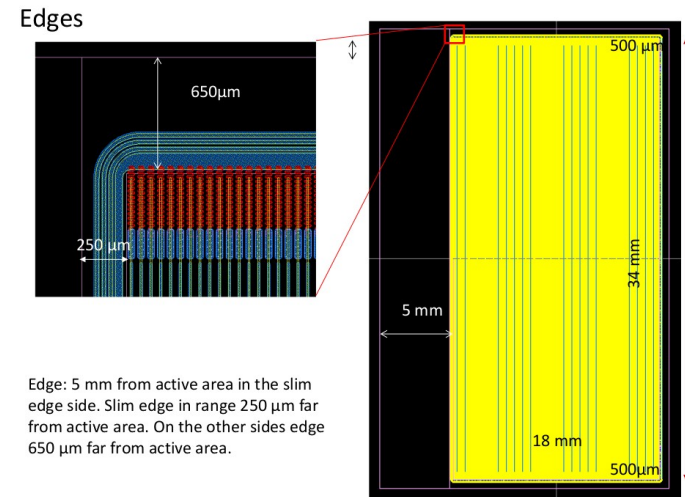 Edges
650µm
250 µm
500 µm
34 mm
5 mm
18 mm
500µm
Edge: 5 mm from active area in the slim
edge side. Slim edge in range 250 µm far
from active area. On the other sides edge
650 µm far from active area.